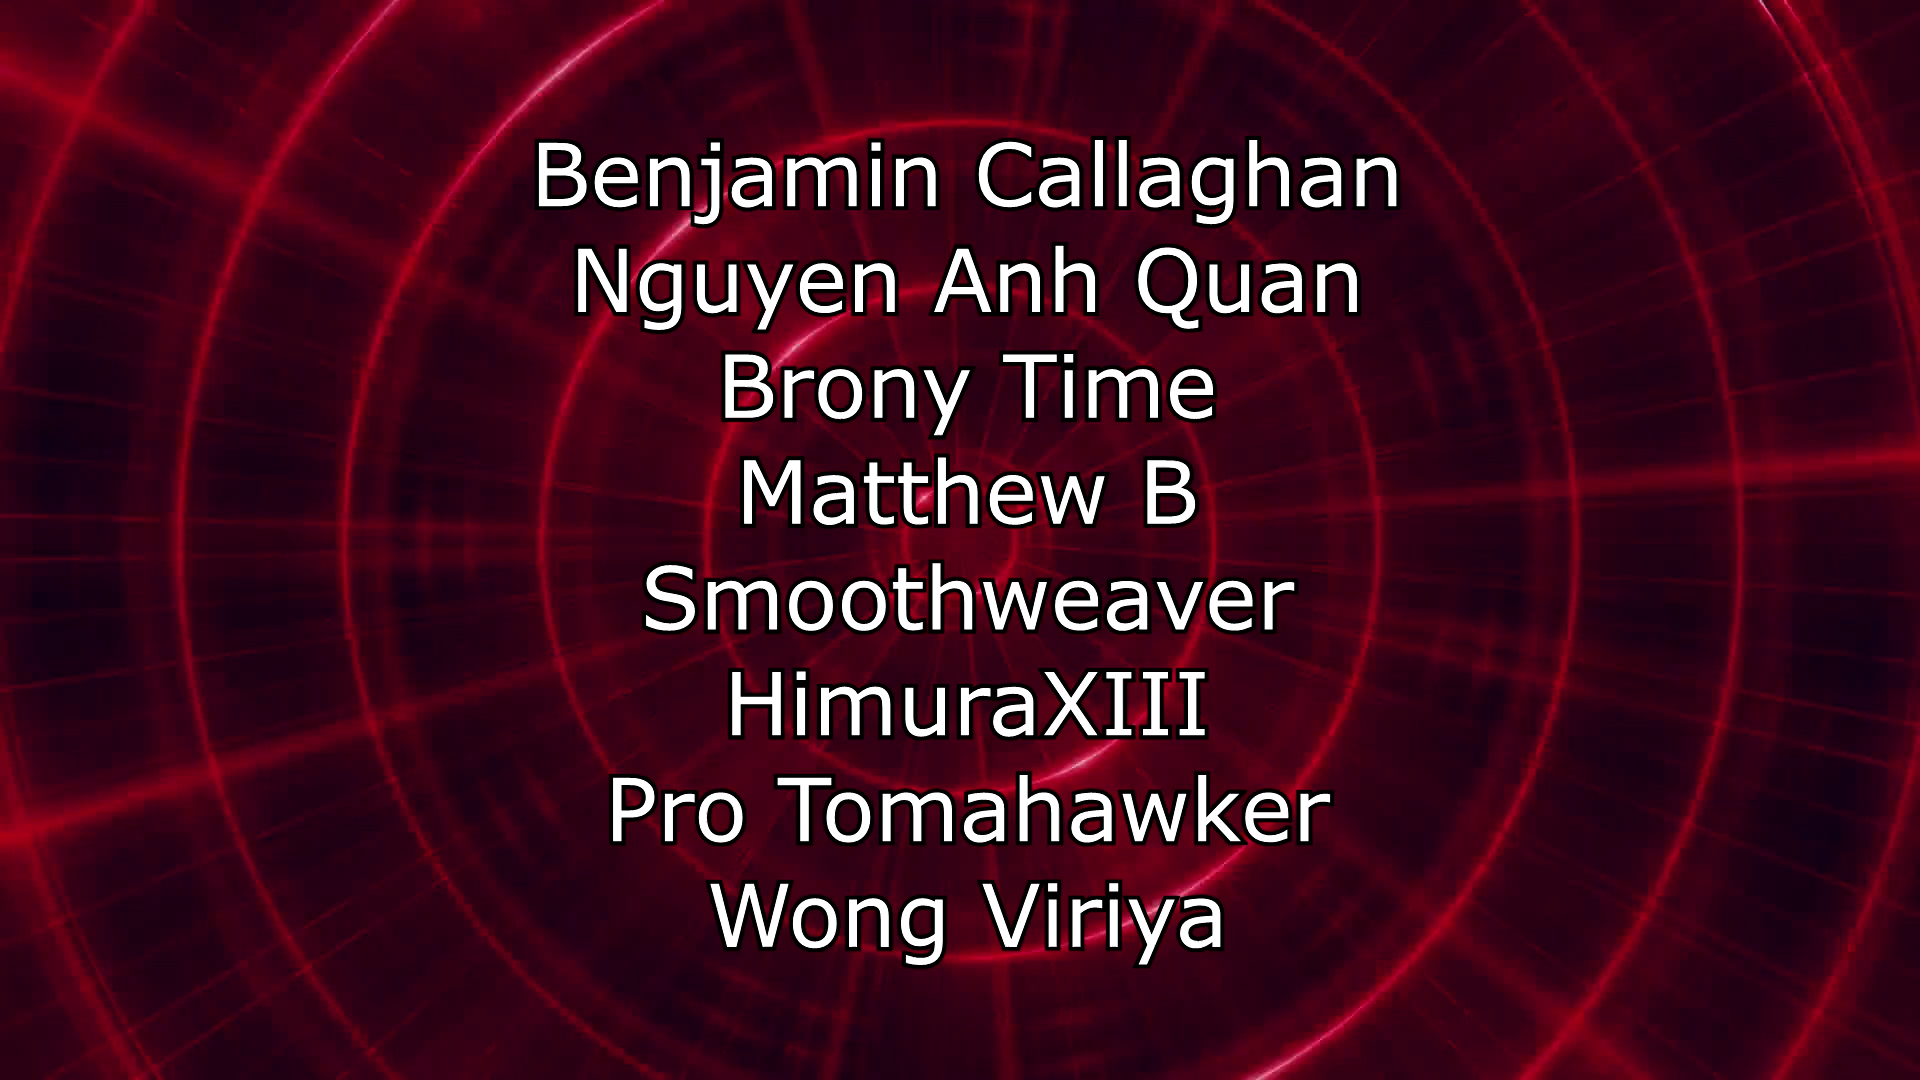 Benjamin Callaghan
Nguyen Anh Quan
Brony Time
Matthew B
Smoothweaver
HimuraXIII
Pro Tomahawker
Wong Viriya